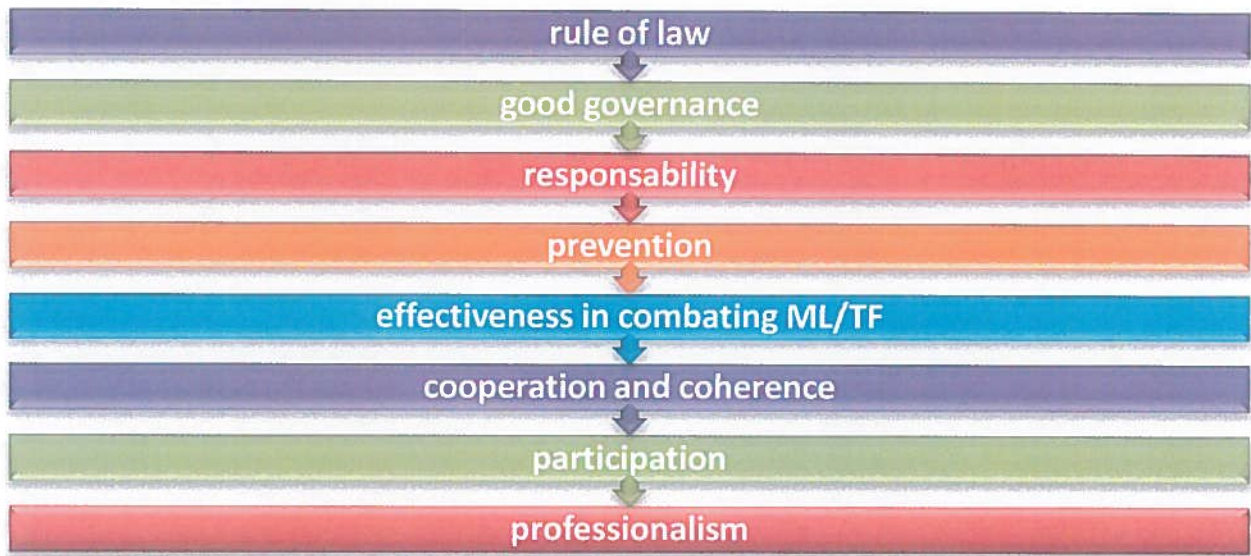 rule of law
good governance
responsability
prevention
effectiveness in combating ML/TF
cooperation and coherence
participation
professionalism